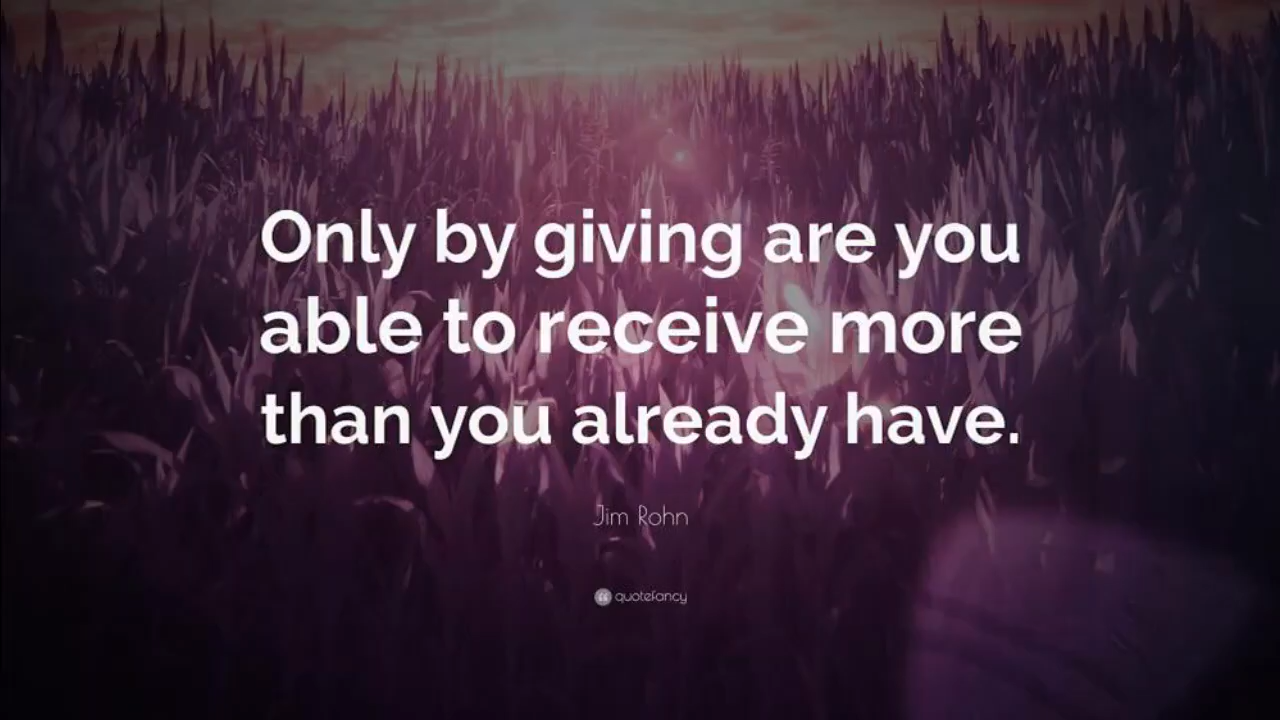 Only by giving are you
able to receive more
than you already have.
Jim Rohn
quotefancy